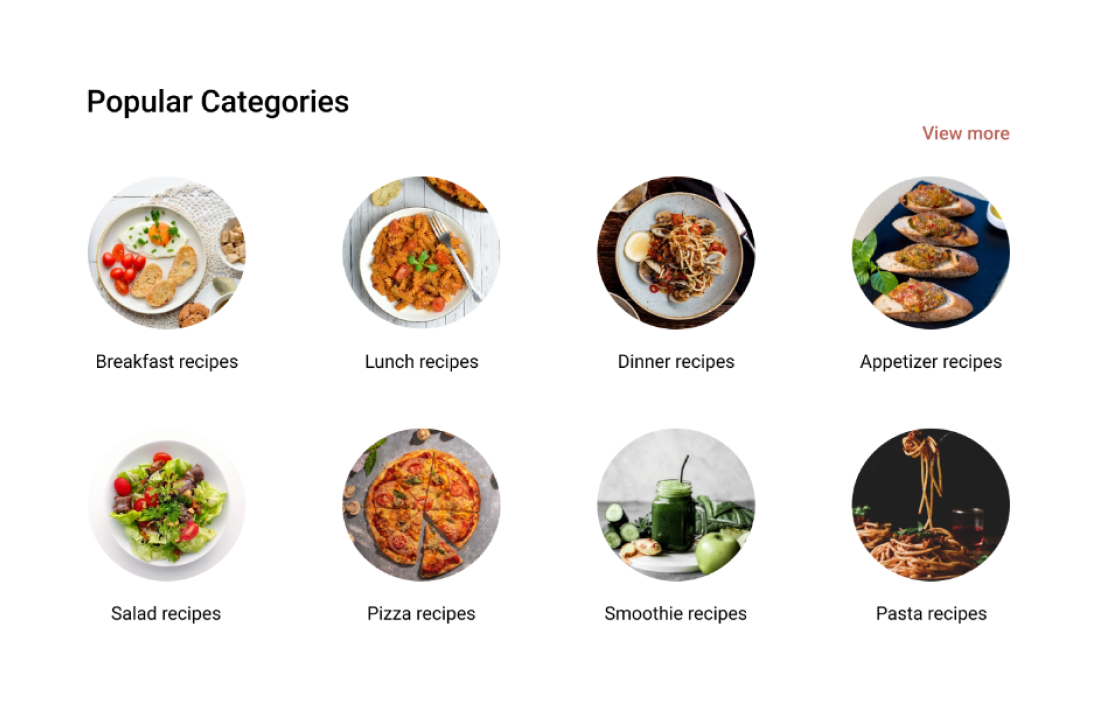 Popular Categories
View more
Breakfast recipes
Lunch recipes
Dinner recipes
Appetizer recipes
Salad recipes
Pizza recipes
Smoothie recipes
Pasta recipes